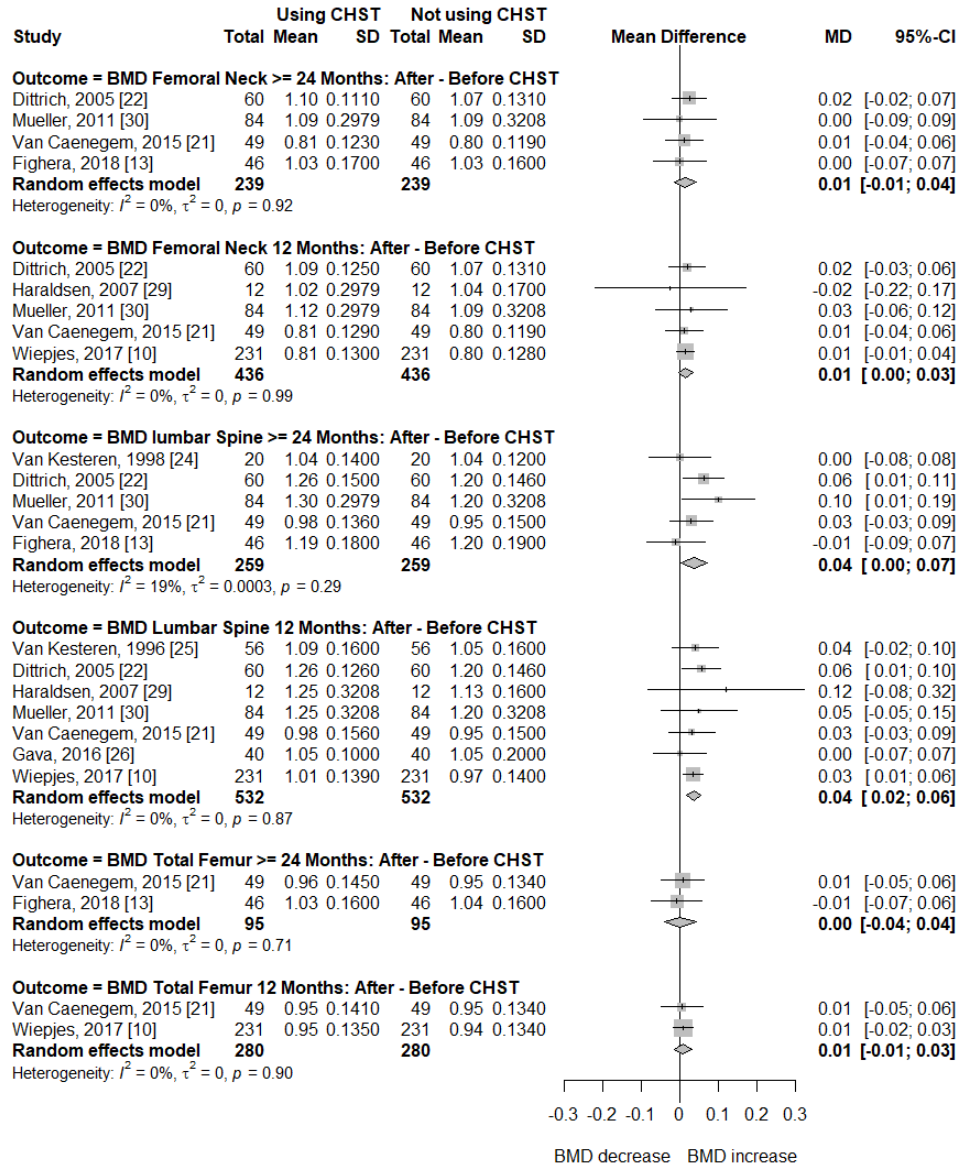 Using CHST Not using CHST
Study Total Mean SD Total Mean SD Mean Difference MD 95%-CI
Outcome = BMD Femoral Neck >= 24 Months: After - Before CHST
Dittrich, 2005 [22] 60 1.10 0.1110 60 1.07 0.1310 0.02 [-0.02; 0.07]
Mueller, 2011 [30] 84 1.09 0.2979 84 1.09 0.3208 0.00 [-0.09; 0.09]
Van Caenegem, 2015 [21] 49 0.81 0.1230 49 0.80 0.1190 0.01 [-0.04; 0.06]
Fighera, 2018 [13] 46 1.03 0.1700 46 1.03 0.1600 0.00 [-0.07; 0.07]
Random effects model 239 239 0.01 [-0.01; 0.04]
Heterogeneity: I² = 0%, τ² = 0, p = 0.92
Outcome = BMD Femoral Neck 12 Months: After - Before CHST
Dittrich, 2005 [22] 60 1.09 0.1250 60 1.07 0.1310 0.02 [-0.03; 0.06]
Haraldsen, 2007 [29] 12 1.02 0.2979 12 1.04 0.1700 -0.02 [-0.22; 0.17]
Mueller, 2011 [30] 84 1.12 0.2979 84 1.09 0.3208 0.03 [-0.06; 0.12]
Van Caenegem, 2015 [21] 49 0.81 0.1290 49 0.80 0.1190 0.01 [-0.04; 0.06]
Wiepjes, 2017 [10] 231 0.81 0.1300 231 0.80 0.1280 0.01 [-0.01; 0.04]
Random effects model 436 436 0.01 [ 0.00; 0.03]
Heterogeneity: I² = 0%, τ² = 0, p = 0.99
Outcome = BMD lumbar Spine >= 24 Months: After - Before CHST
Van Kesteren, 1998 [24] 20 1.04 0.1400 20 1.04 0.1200 0.00 [-0.08; 0.08]
Dittrich, 2005 [22] 60 1.26 0.1500 60 1.20 0.1460 0.06 [ 0.01; 0.11]
Mueller, 2011 [30] 84 1.30 0.2979 84 1.20 0.3208 0.10 [ 0.01; 0.19]
Van Caenegem, 2015 [21] 49 0.98 0.1360 49 0.95 0.1500 0.03 [-0.03; 0.09]
Fighera, 2018 [13] 46 1.19 0.1800 46 1.20 0.1900 -0.01 [-0.09; 0.07]
Random effects model 259 259 0.04 [ 0.00; 0.07]
Heterogeneity: I² = 19%, τ² = 0.0003, p = 0.29
Outcome = BMD Lumbar Spine 12 Months: After - Before CHST
Van Kesteren, 1996 [25] 56 1.09 0.1600 56 1.05 0.1600 0.04 [-0.02; 0.10]
Dittrich, 2005 [22] 60 1.26 0.1260 60 1.20 0.1460 0.06 [ 0.01; 0.10]
Haraldsen, 2007 [29] 12 1.25 0.3208 12 1.13 0.1600 0.12 [-0.08; 0.32]
Mueller, 2011 [30] 84 1.25 0.3208 84 1.20 0.3208 0.05 [-0.05; 0.15]
Van Caenegem, 2015 [21] 49 0.98 0.1560 49 0.95 0.1500 0.03 [-0.03; 0.09]
Gava, 2016 [26] 40 1.05 0.1000 40 1.05 0.2000 0.00 [-0.07; 0.07]
Wiepjes, 2017 [10] 231 1.01 0.1390 231 0.97 0.1400 0.03 [ 0.01; 0.06]
Random effects model 532 532 0.04 [ 0.02; 0.06]
Heterogeneity: I² = 0%, τ² = 0, p = 0.87
Outcome = BMD Total Femur >= 24 Months: After - Before CHST
Van Caenegem, 2015 [21] 49 0.96 0.1450 49 0.95 0.1340 0.01 [-0.05; 0.06]
Fighera, 2018 [13] 46 1.03 0.1600 46 1.04 0.1600 -0.01 [-0.07; 0.06]
Random effects model 95 95 0.00 [-0.04; 0.04]
Heterogeneity: I² = 0%, τ² = 0, p = 0.71
Outcome = BMD Total Femur 12 Months: After - Before CHST
Van Caenegem, 2015 [21] 49 0.95 0.1410 49 0.95 0.1340 0.01 [-0.05; 0.06]
Wiepjes, 2017 [10] 231 0.95 0.1350 231 0.94 0.1340 0.01 [-0.02; 0.03]
Random effects model 280 280 0.01 [-0.01; 0.03]
Heterogeneity: I² = 0%, τ² = 0, p = 0.90
-0.3 -0.2 -0.1 0 0.1 0.2 0.3
BMD decrease BMD increase